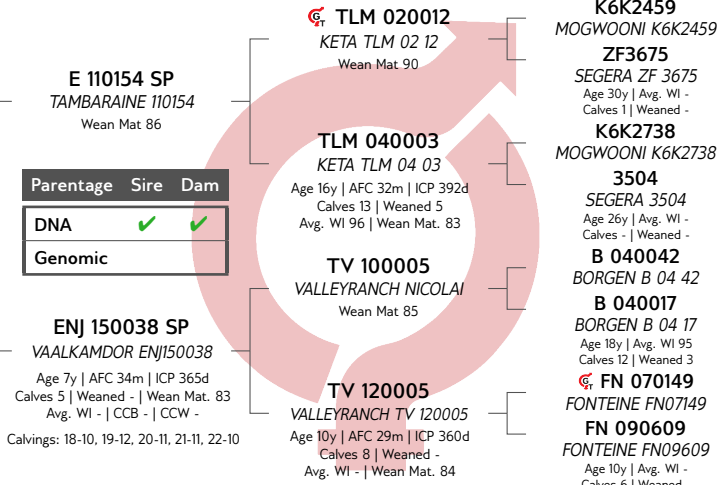 E 110154 SP
TAMBARAINE 110154
Wean Mat 86
Parentage Sire Dam
DNA ✔ ✔
Genomic
ENJ 150038 SP
VAALKAMDOR ENJ150038
Age 7y | AFC 34m | ICP 365d
Calves 5 | Weaned - | Wean Mat. 83
Avg. WI - | CCB - | CCW -
Calvings: 18-10, 19-12, 20-11, 21-11, 22-10
GT TLM 020012
KETA TLM 02 12
Wean Mat 90
TLM 040003
KETA TLM 04 03
Age 16y | AFC 32m | ICP 392d
Calves 13 | Weaned 5
Avg. WI 96 | Wean Mat. 83
TV 100005
VALLEYRANCH NICOLAI
Wean Mat 85
TV 120005
VALLEYRANCH TV 120005
Age 10y | AFC 29m | ICP 360d
Calves 8 | Weaned -
Avg. WI - | Wean Mat. 84
K6K2459
MOGWOONI K6K2459
ZF3675
SEGERA ZF 3675
Age 30y | Avg. WI -
Calves 1 | Weaned -
K6K2738
MOGWOONI K6K2738
3504
SEGERA 3504
Age 26y | Avg. WI -
Calves - | Weaned -
B 040042
BORGEN B 04 42
B 040017
BORGEN B 04 17
Age 18y | Avg. WI 95
Calves 12 | Weaned 3
GT FN 070149
FONTEINE FN07149
FN 090609
FONTEINE FN09609
Age 10y | Avg. WI -
Calves 6 | Weaned